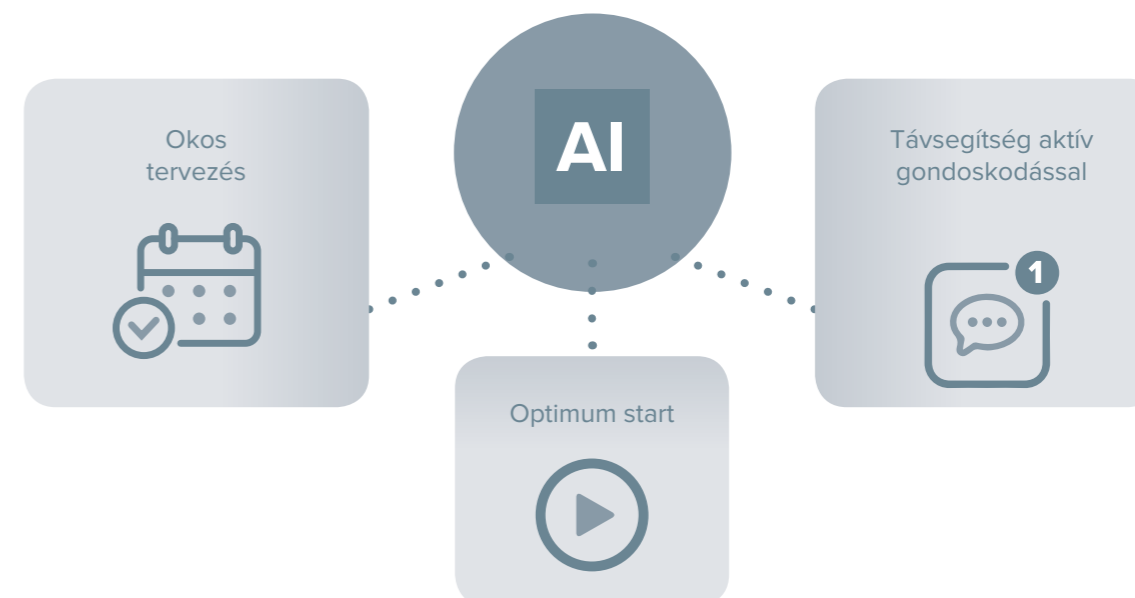 AI
Okos
tervezés
Távsegítség aktív
gondoskodással
1
Optimum start